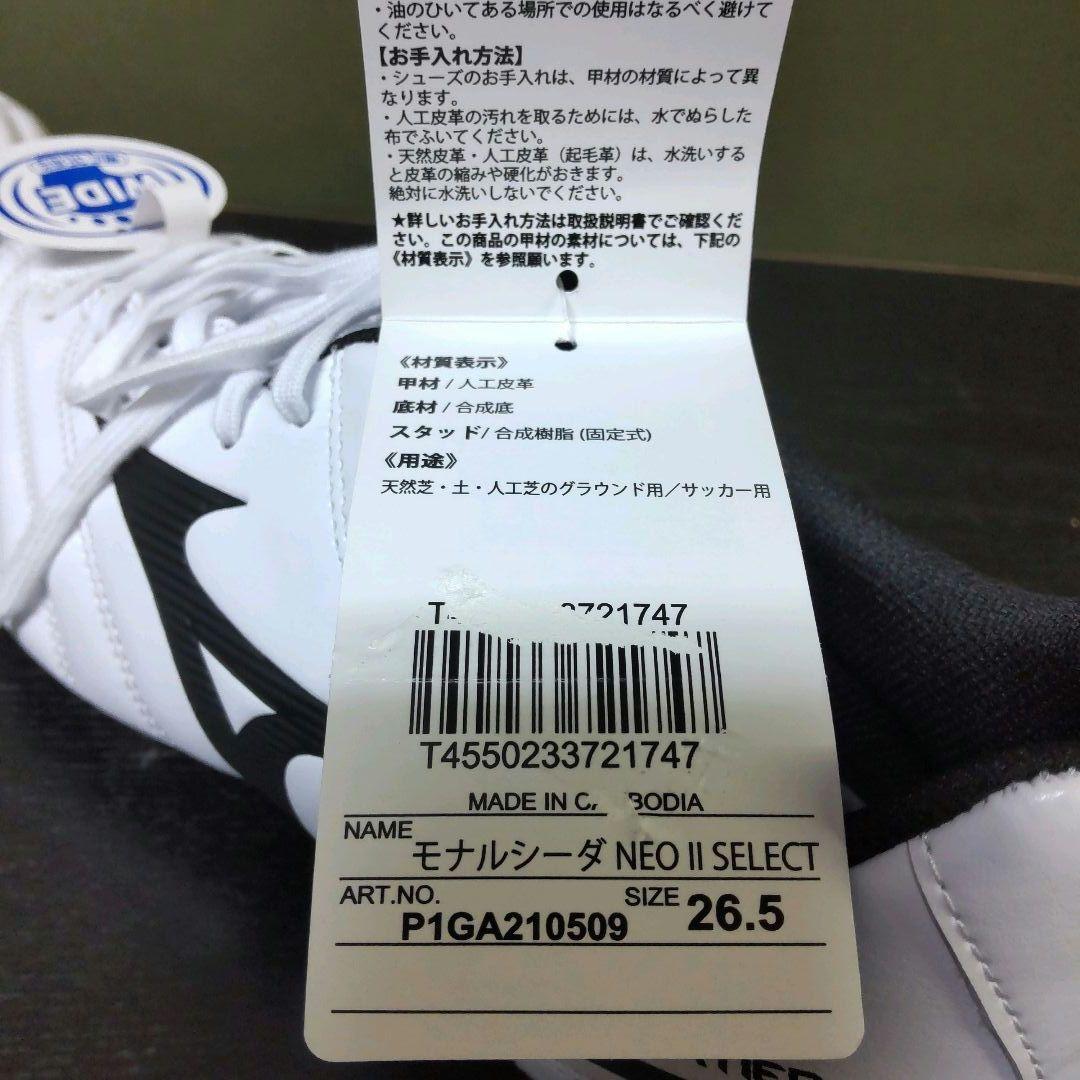 ・油のひいてある場所での使用はなるべく避けて
ください。
【お手入れ方法】
・シューズのお手入れは、甲材の材質によって異
なります。
・人工皮革の汚れを取るためには、水でぬらした
布でふいてください。
・天然皮革・人工皮革（起毛革）は、水洗いする
と皮革の縮みや硬化がおきます。
絶対に水洗いしないでください。
★詳しいお手入れ方法は取扱説明書でご確認くだ
さい。この商品の甲材の素材については、下記の
《材質表示》を参照願います。
WIDE
《材質表示》
甲材 / 人工皮革
底材 / 合成底
スタッド/ 合成樹脂 (固定式)
《用途》
天然芝・土・人工芝のグラウンド用／サッカー用
3721747
T4550233721747
MADE IN
NAME
モナルシーダ NEO II SELECT
ART.NO.
P1GA210509
SIZE 26.5